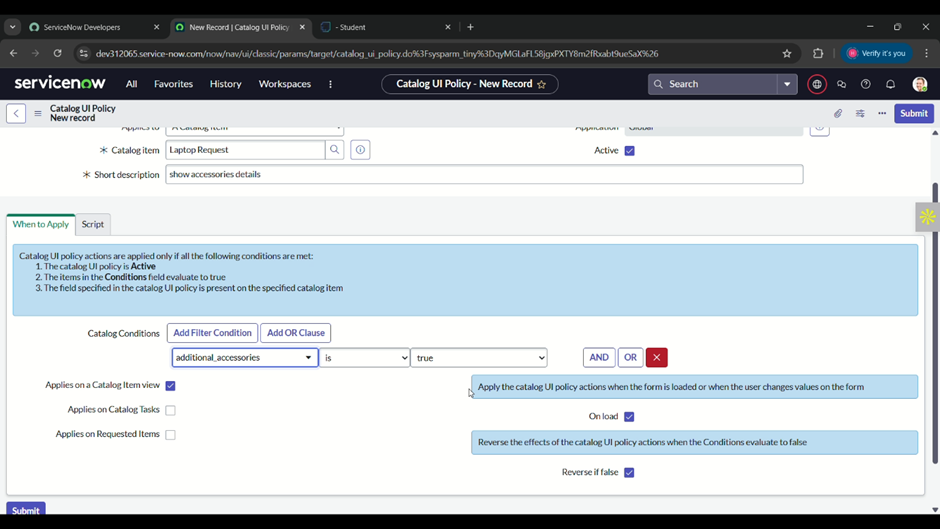 ServiceNow Developers
New Record | Catalog UI Policy
- Student
dev312065.service-now.com/now/nav/ui/classic/params/target/catalog_ui_policy.do%3Fsysparm_tiny%3DqyMGLaFL58jgxPXTY8m2fRxabt9ueSaX%26
Verify it's you
servicenow
All
Favorites
History
Workspaces
Catalog UI Policy - New Record
Search
Catalog UI Policy
New record
Submit
Applies to
A Catalog Item
Application
Global
Catalog item
Laptop Request
Active
Short description
show accessories details
When to Apply
Script
Catalog UI policy actions are applied only if all the following conditions are met:
1. The catalog UI policy is Active
2. The items in the Conditions field evaluate to true
3. The field specified in the catalog UI policy is present on the specified catalog item
Catalog Conditions
Add Filter Condition
Add OR Clause
additional_accessories
is
true
AND
OR
Applies on a Catalog Item view
Apply the catalog UI policy actions when the form is loaded or when the user changes values on the form
Applies on Catalog Tasks
On load
Applies on Requested Items
Reverse the effects of the catalog UI policy actions when the Conditions evaluate to false
Reverse if false
Submit